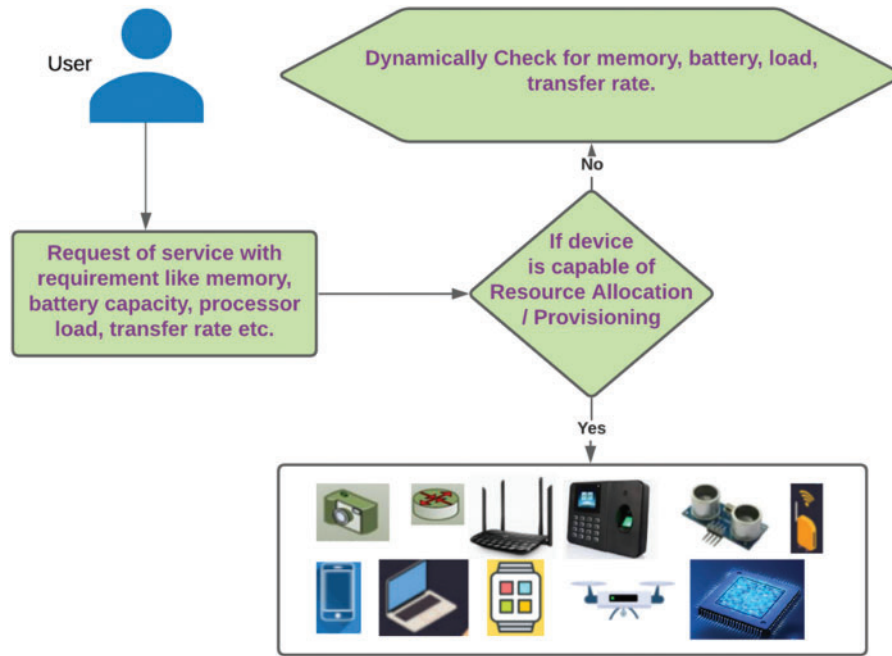 User
Dynamically Check for memory, battery, load,
transfer rate.
No
Request of service with
requirement like memory,
battery capacity, processor
load, transfer rate etc.
If device
is capable of
Resource Allocation
/ Provisioning
Yes